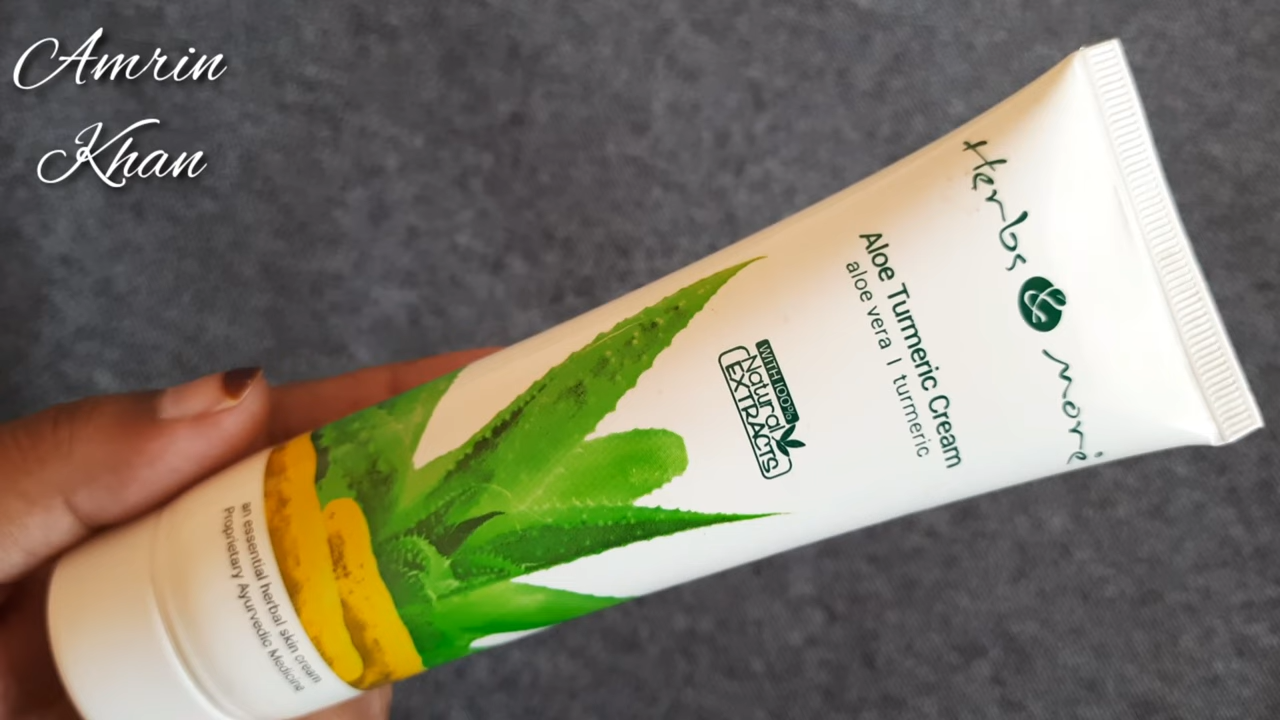 Amrin
Khan
Herbs & more
Aloe Turmeric Cream
aloe vera | turmeric
WITH 100%
Natural
EXTRACTS
an essential herbal skin cream
Proprietary Ayurvedic Medicine